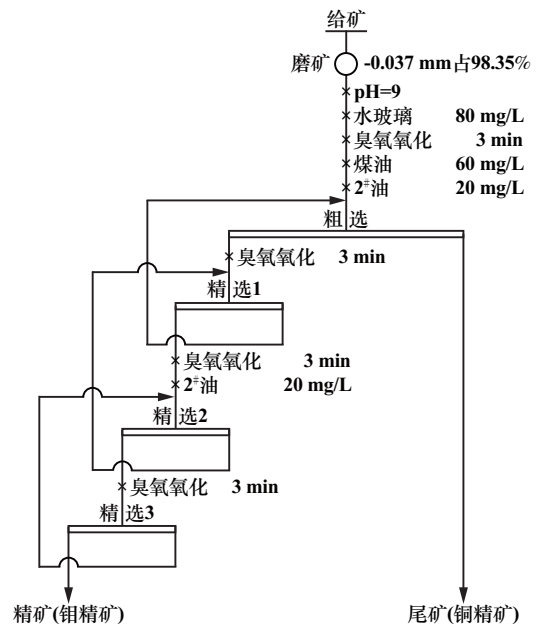 给矿
磨矿 -0.037 mm占98.35%
pH=9
水玻璃 80 mg/L
臭氧氧化 3 min
煤油 60 mg/L
2#油 20 mg/L
粗选
臭氧氧化 3 min
精选1
臭氧氧化 3 min
2#油 20 mg/L
精选2
臭氧氧化 3 min
精选3
精矿(钼精矿) 尾矿(铜精矿)